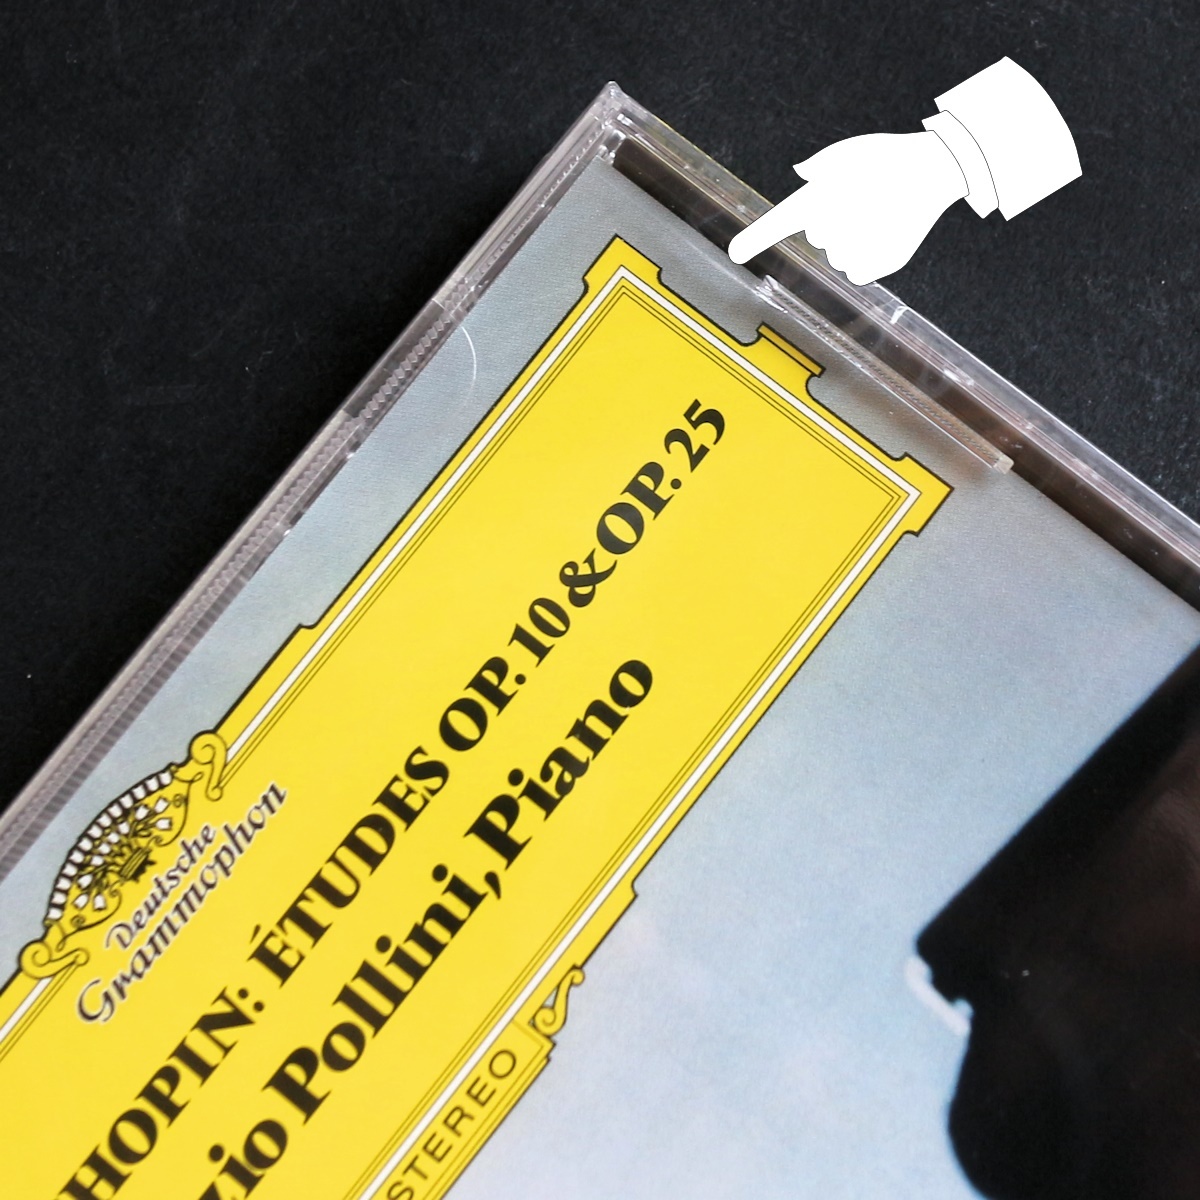 Deutsche
Grammophon
HOPIN: ÉTUDES OP. 10 & OP. 25
zio Pollini, Piano
STEREO